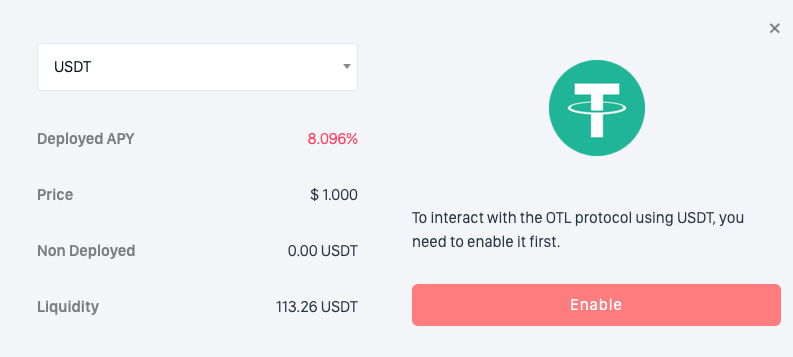 USDT
Deployed APY 8.096%
Price $ 1.000
Non Deployed 0.00 USDT
Liquidity 113.26 USDT
To interact with the OTL protocol using USDT, you
need to enable it first.
Enable